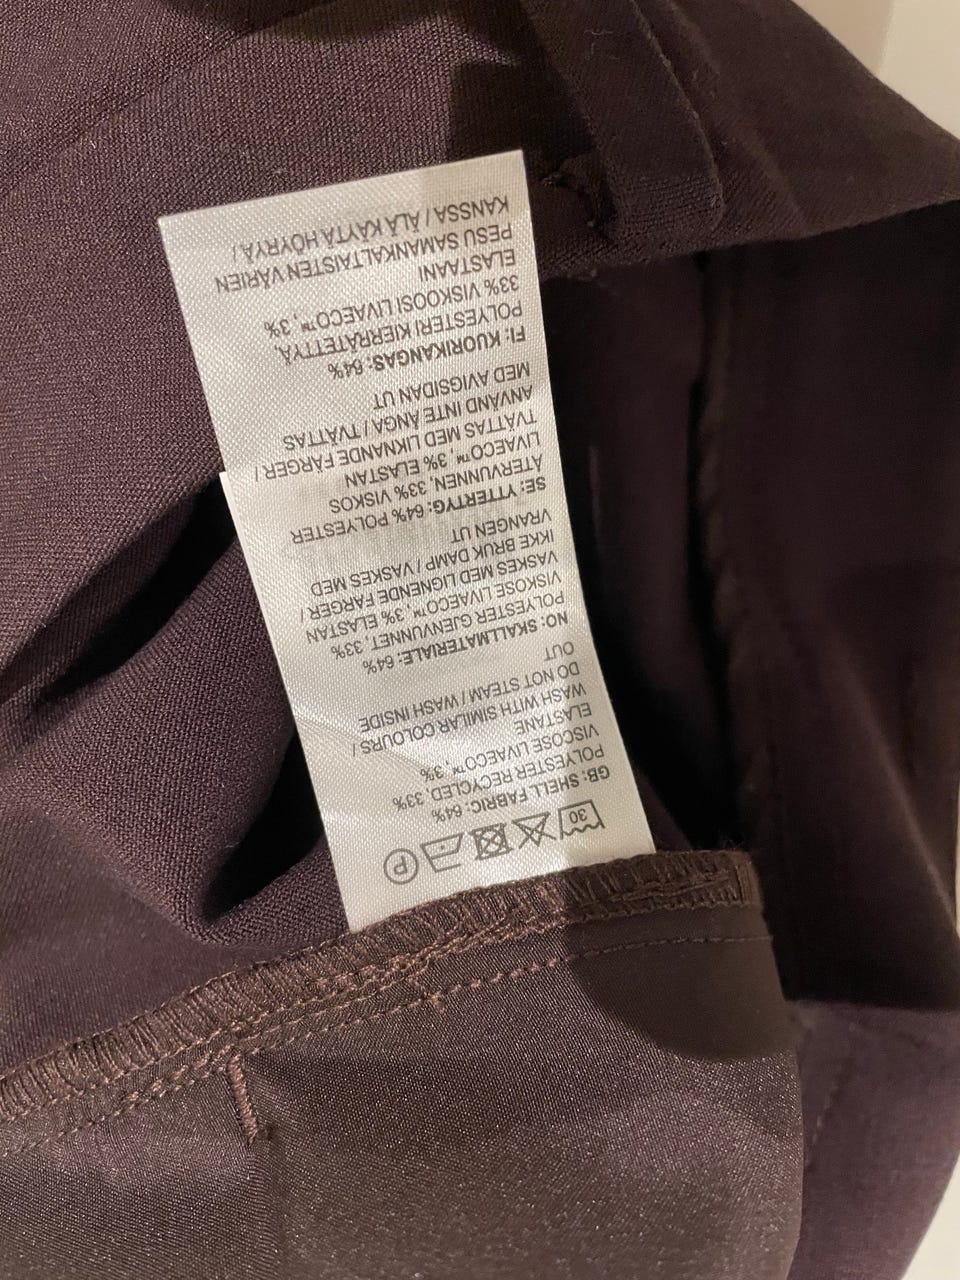 30 P
GB: SHELL FABRIC: 64%
POLYESTER RECYCLED, 33%
VISCOSE LIVAECO™, 3%
ELASTANE
WASH WITH SIMILAR COLOURS /
DO NOT STEAM / WASH INSIDE
OUT
NO: SKALLMATERIALE: 64%
POLYESTER GJENVUNNET, 33%
VISKOSE LIVAECO™ 3% ELASTAN
VASKES MED LIGNENDE FARGER /
IKKE BRUK DAMP / VASKES MED
VRANGEN UT
SE: YTTERTYG: 64% POLYESTER
ÅTERVUNNEN, 33% VISKOS
LIVAECO™, 3% ELASTAN
TVÄTTAS MED LIKNANDE FÄRGER /
ANVÄND INTE ÅNGA / TVÄTTAS
MED AVIGSIDAN UT
FI: KUORIKANGAS: 64%
POLYESTERI KIERRÄTETTYÄ,
33% VISKOOSI LIVAECO™, 3%
ELASTAANI
PESU SAMANKALTAISTEN VÄRIEN
KANSSA / ÄLÄ KÄYTÄ HÖYRYÄ /